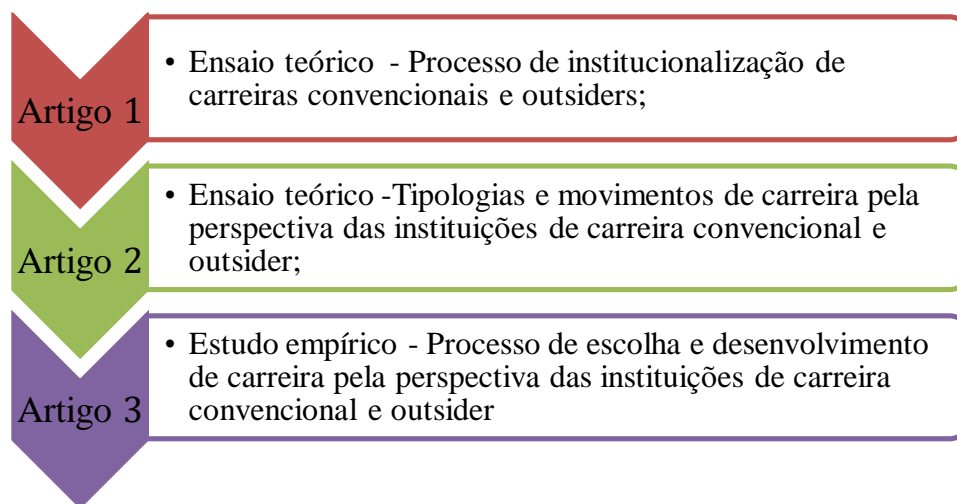 Artigo 1
• Ensaio teórico - Processo de institucionalização de
carreiras convencionais e outsiders;
Artigo 2
• Ensaio teórico -Tipologias e movimentos de carreira pela
perspectiva das instituições de carreira convencional e
outsider;
Artigo 3
• Estudo empírico - Processo de escolha e desenvolvimento
de carreira pela perspectiva das instituições de carreira
convencional e outsider